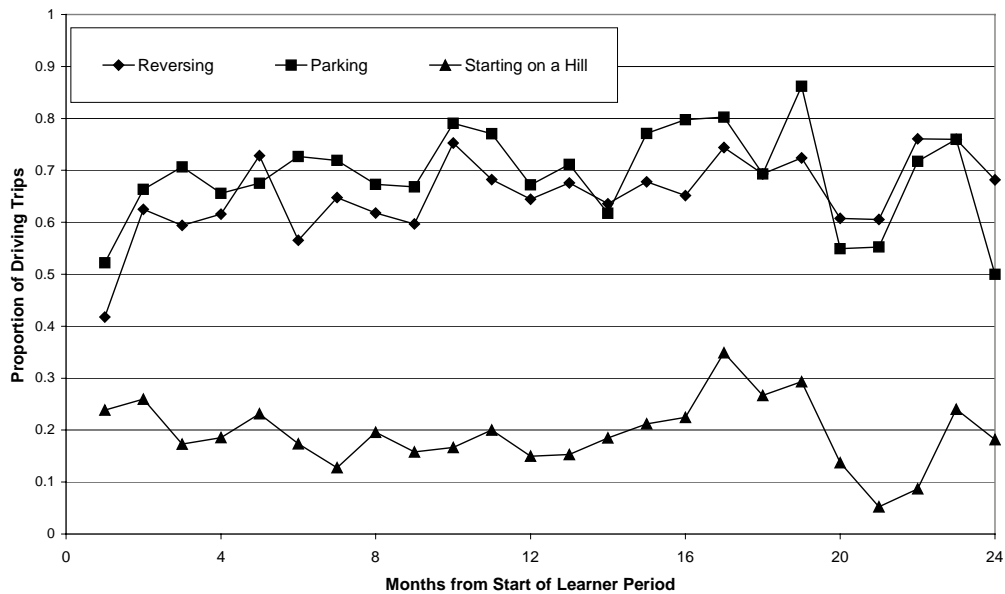 1
0.9
Reversing Parking Starting on a Hill
0.8
0.7
0.6
0.5
0.4
0.3
0.2
0.1
0
0 4 8 12 16 20 24
Proportion of Driving Trips
Months from Start of Learner Period